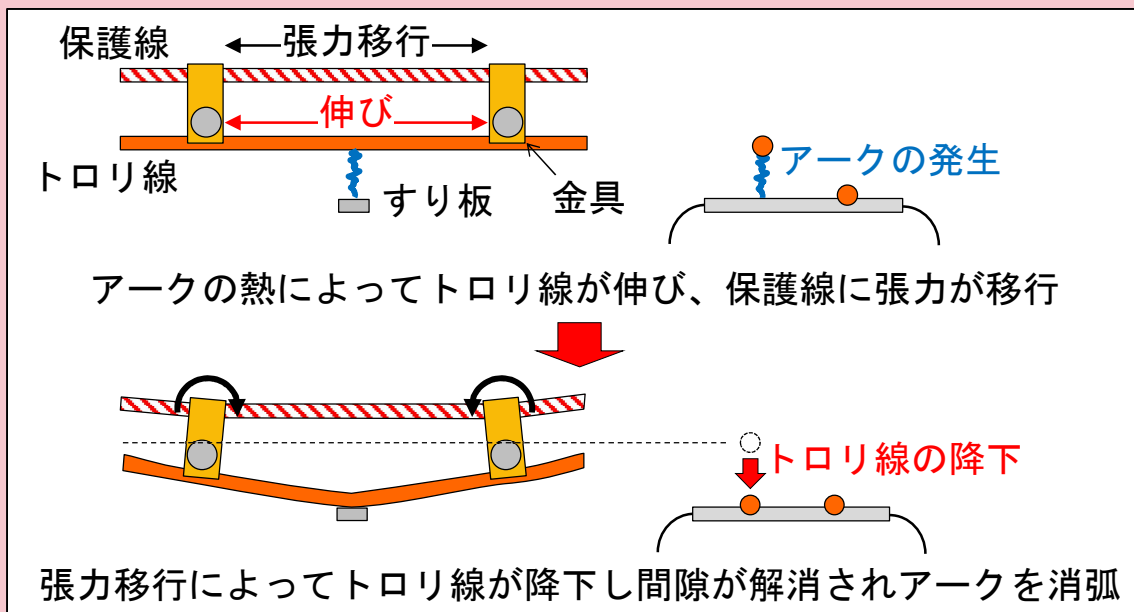 保護線
張力移行
伸び
トロリ線
すり板
金具
アークの発生
アークの熱によってトロリ線が伸び、保護線に張力が移行
トロリ線の降下
張力移行によってトロリ線が降下し間隙が解消されアークを消弧